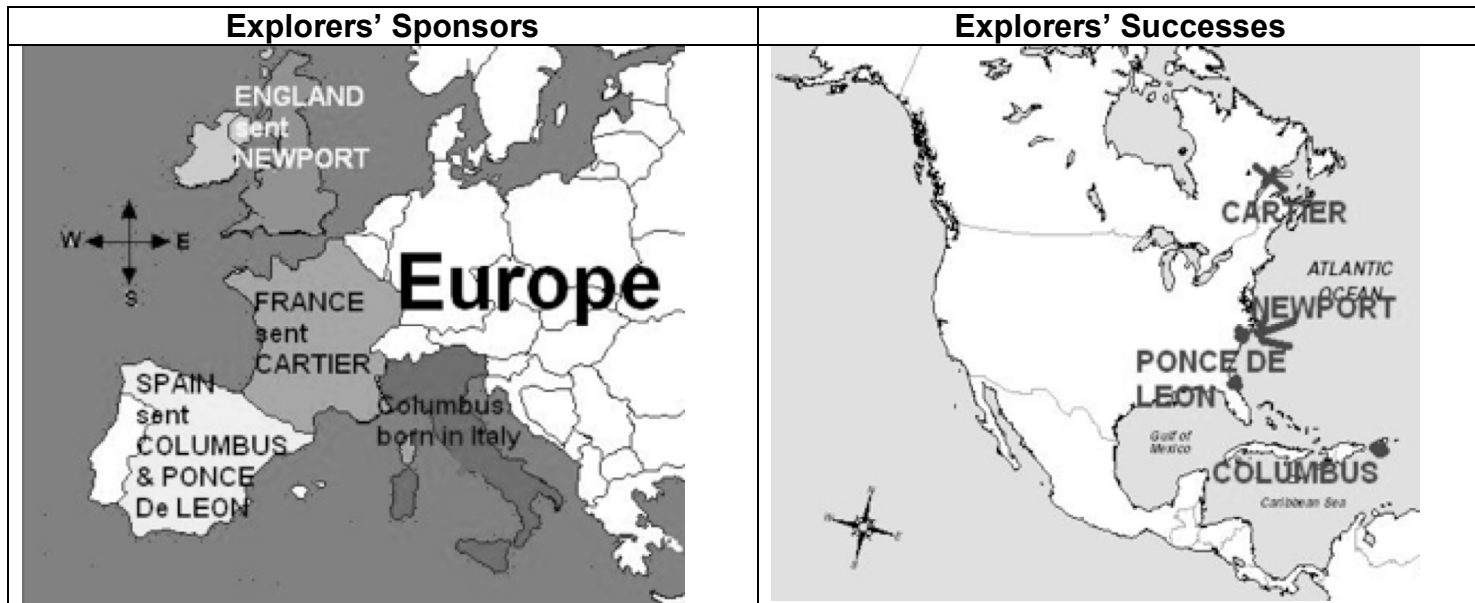 Explorers’ Sponsors
Explorers’ Successes
ENGLAND
sent
NEWPORT
W
E
S
Europe
FRANCE
sent
CARTIER
SPAIN
sent
COLUMBUS
& PONCE
De LEON
Columbus
born in Italy
CARTIER
ATLANTIC
OCEAN
NEWPORT
PONCE DE
LEON
Gulf of
Mexico
COLUMBUS
Caribbean Sea
N
W
E
S